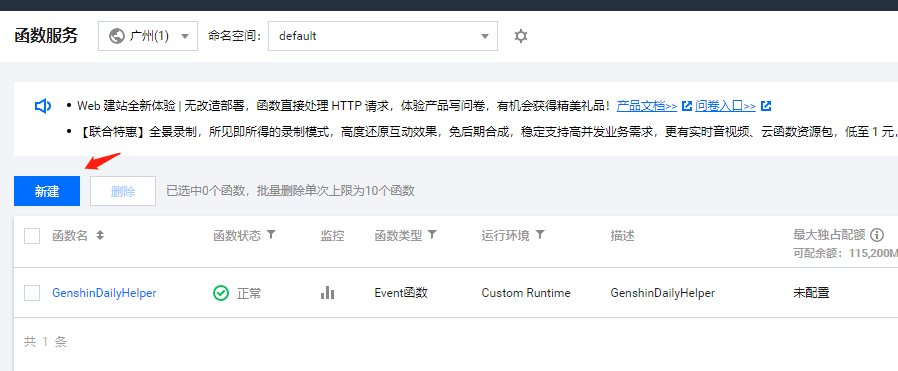 函数服务 广州(1) 命名空间： default
Web 建站全新体验 | 无改造部署，函数直接处理 HTTP 请求，体验产品写问卷，有机会获得精美礼品！产品文档>> 问卷入口>>
【联合特惠】全景录制，所见即所得的录制模式，高度还原互动效果，免后期合成，稳定支持高并发业务需求，更有实时音视频、云函数资源包，低至 1 元，
新建 删除 已选中0个函数，批量删除单次上限为10个函数
函数名 函数状态 监控 函数类型 运行环境 描述 最大独占配额
可配余额：115,200M
GenshinDailyHelper 正常 Event函数 Custom Runtime GenshinDailyHelper 未配置
共 1 条